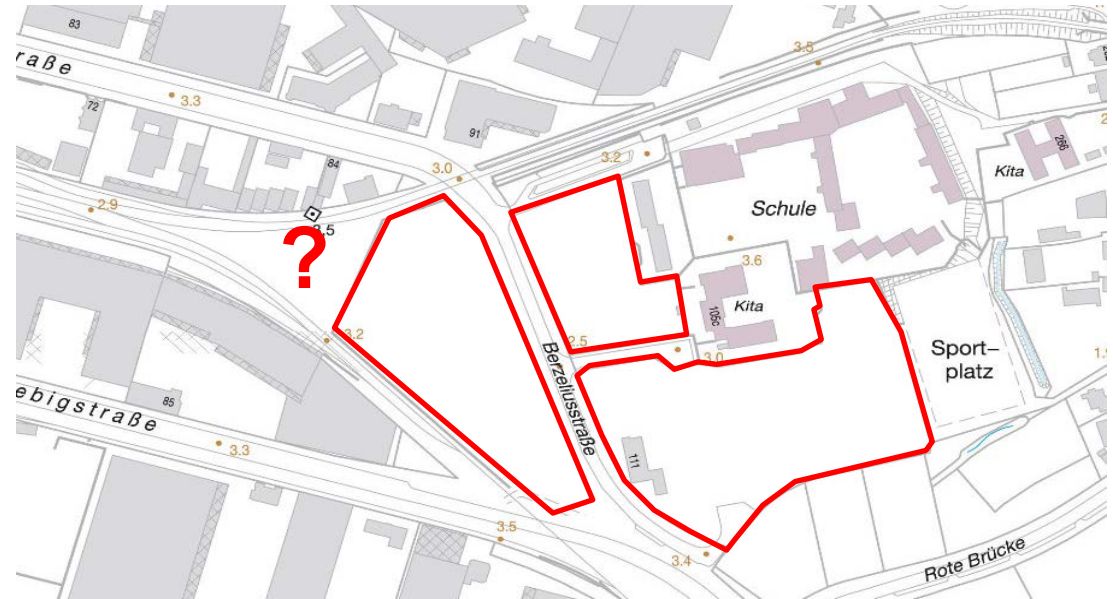 83
raße
3.3
72
91
3.5
84
3.0
3.2
266
Kita
2.9
2.5
?
Schule
3.6
Kita
105c
3.2
2.5
3.0
Berzeliusstraße
Sport–
platz
85
ebigstraße
3.3
111
3.5
3.4
Rote Brücke